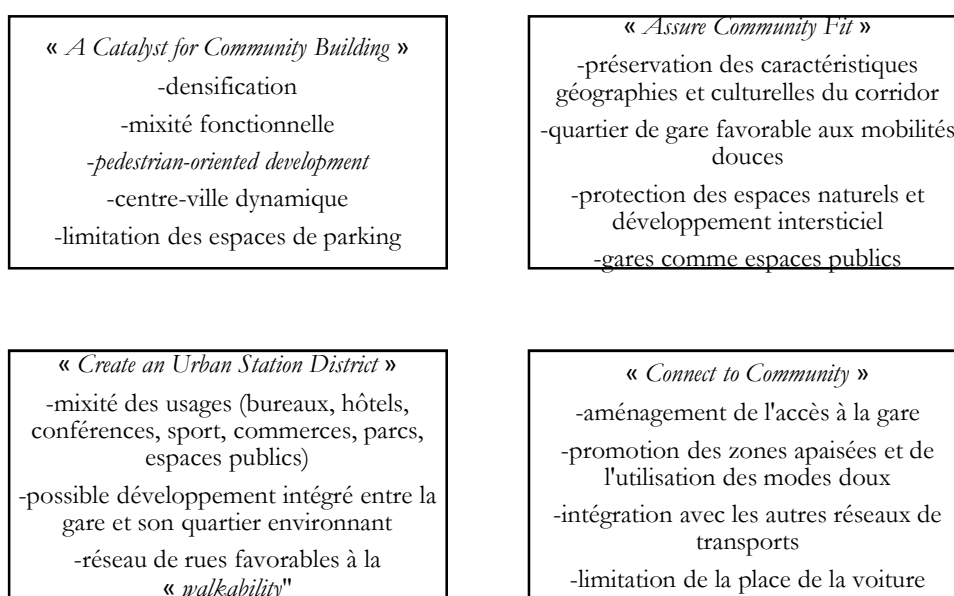 « A Catalyst for Community Building »
-densification
-mixité fonctionnelle
-pedestrian-oriented development
-centre-ville dynamique
-limitation des espaces de parking
« Assure Community Fit »
-préservation des caractéristiques
géographies et culturelles du corridor
-quartier de gare favorable aux mobilités
douces
-protection des espaces naturels et
développement intersticiel
-gares comme espaces publics
« Create an Urban Station District »
-mixité des usages (bureaux, hôtels,
conférences, sport, commerces, parcs,
espaces publics)
-possible développement intégré entre la
gare et son quartier environnant
-réseau de rues favorables à la
« walkability"
« Connect to Community »
-aménagement de l'accès à la gare
-promotion des zones apaisées et de
l'utilisation des modes doux
-intégration avec les autres réseaux de
transports
-limitation de la place de la voiture